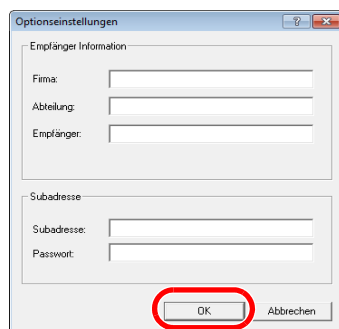 Optionseinstellungen
Empfänger Information
Firma:
Abteilung:
Empfänger:
Subadresse
Subadresse:
Passwort:
OK Abbrechen